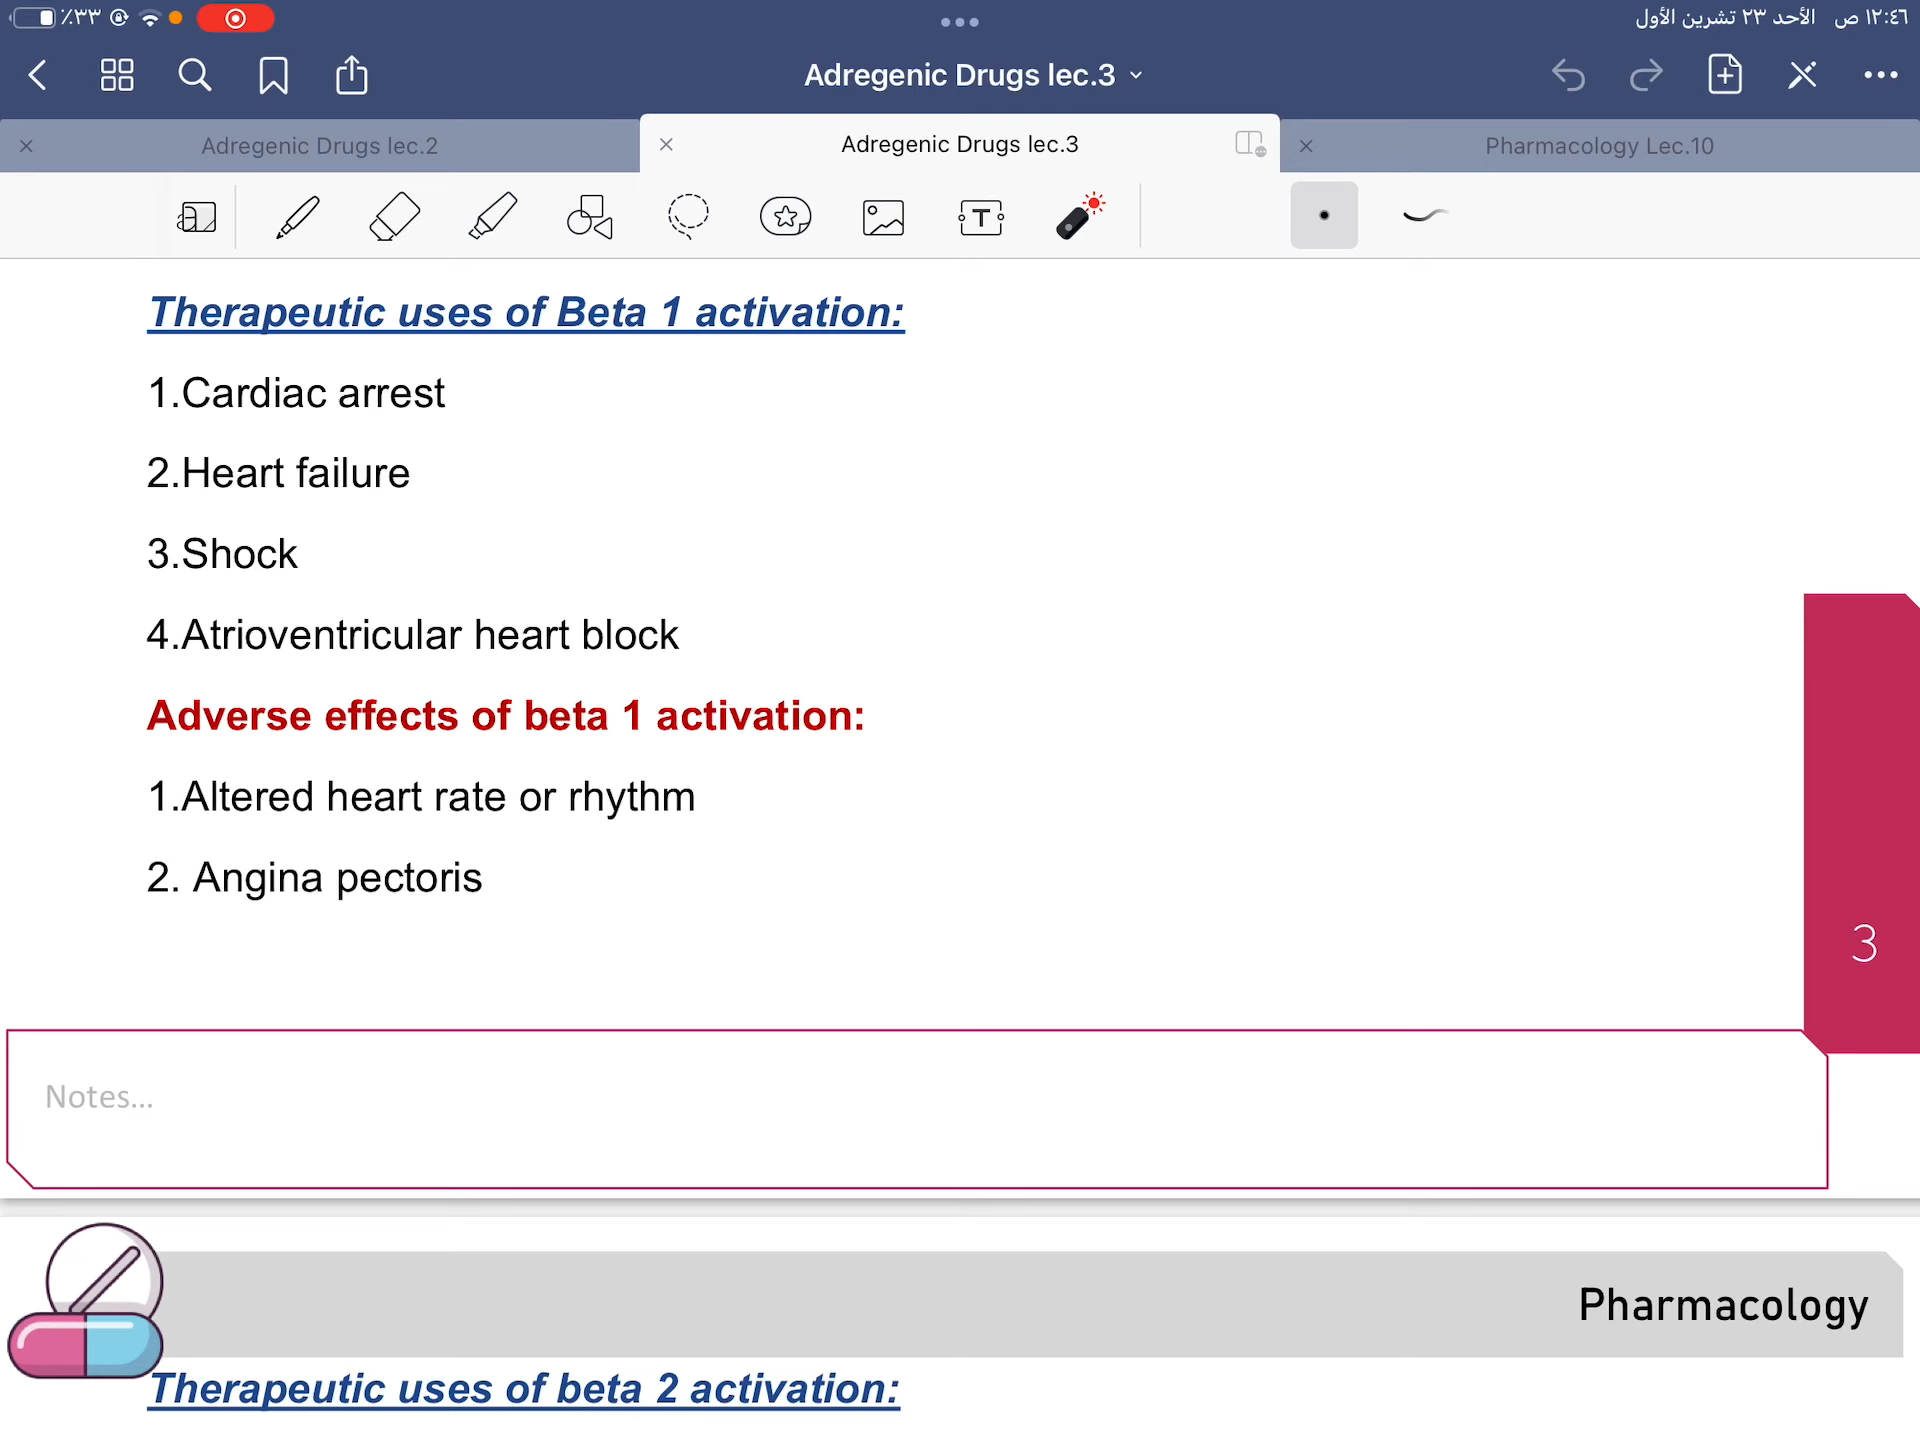 ٪٣٣
١٢:٤٦ ص الأحد ٢٣ تشرين الأول
Adregenic Drugs lec.3
Adregenic Drugs lec.2
Adregenic Drugs lec.3
Pharmacology Lec.10
Therapeutic uses of Beta 1 activation:
1.Cardiac arrest
2.Heart failure
3.Shock
4.Atrioventricular heart block
Adverse effects of beta 1 activation:
1.Altered heart rate or rhythm
2. Angina pectoris
3
Notes...
Pharmacology
Therapeutic uses of beta 2 activation: